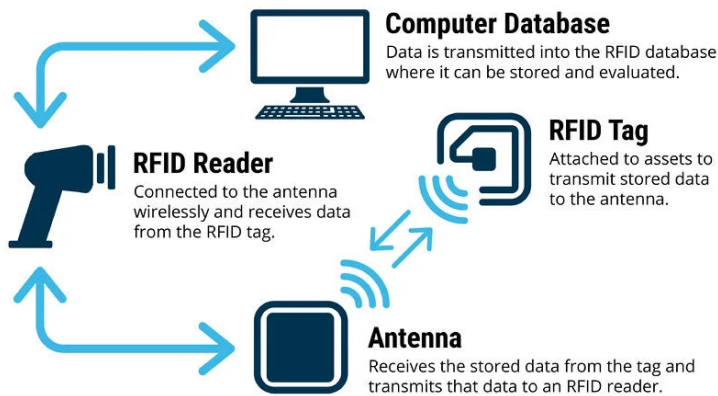 Computer Database
Data is transmitted into the RFID database
where it can be stored and evaluated.
RFID Tag
Attached to assets to
transmit stored data
to the antenna.
RFID Reader
Connected to the antenna
wirelessly and receives data
from the RFID tag.
Antenna
Receives the stored data from the tag and
transmits that data to an RFID reader.